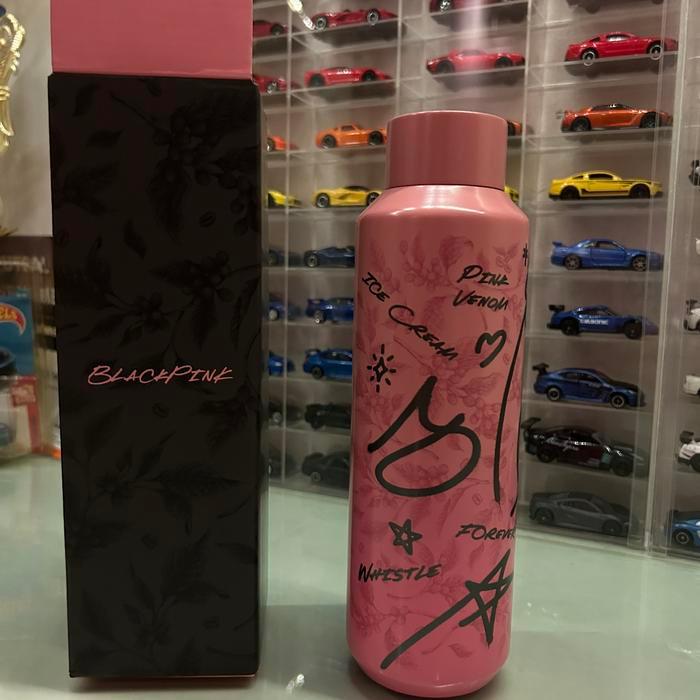 BLACKPINK
PINK
VENOM
ICE CREAM
FOREVER
WHISTLE